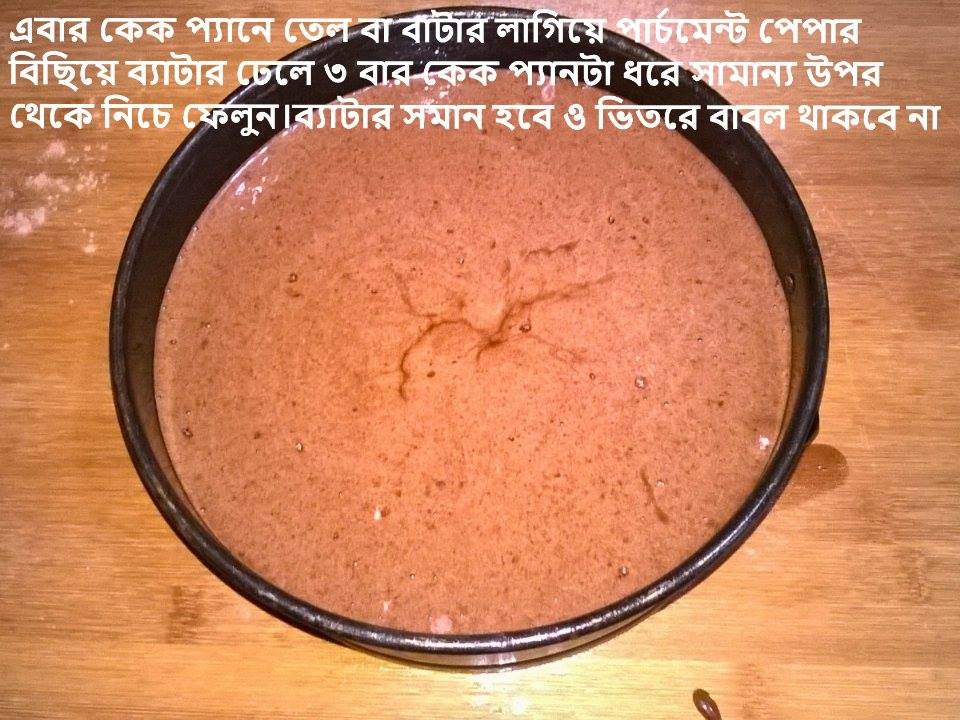 এবার কেক প্যানে তেল বা বাটার লাগিয়ে পার্চমেন্ট পেপার
বিছিয়ে ব্যাটার ঢেলে ৩ বার কেক প্যানটা ধরে সামান্য উপর
থেকে নিচে ফেলুন।ব্যাটার সমান হবে ও ভিতরে বাবল থাকবে না